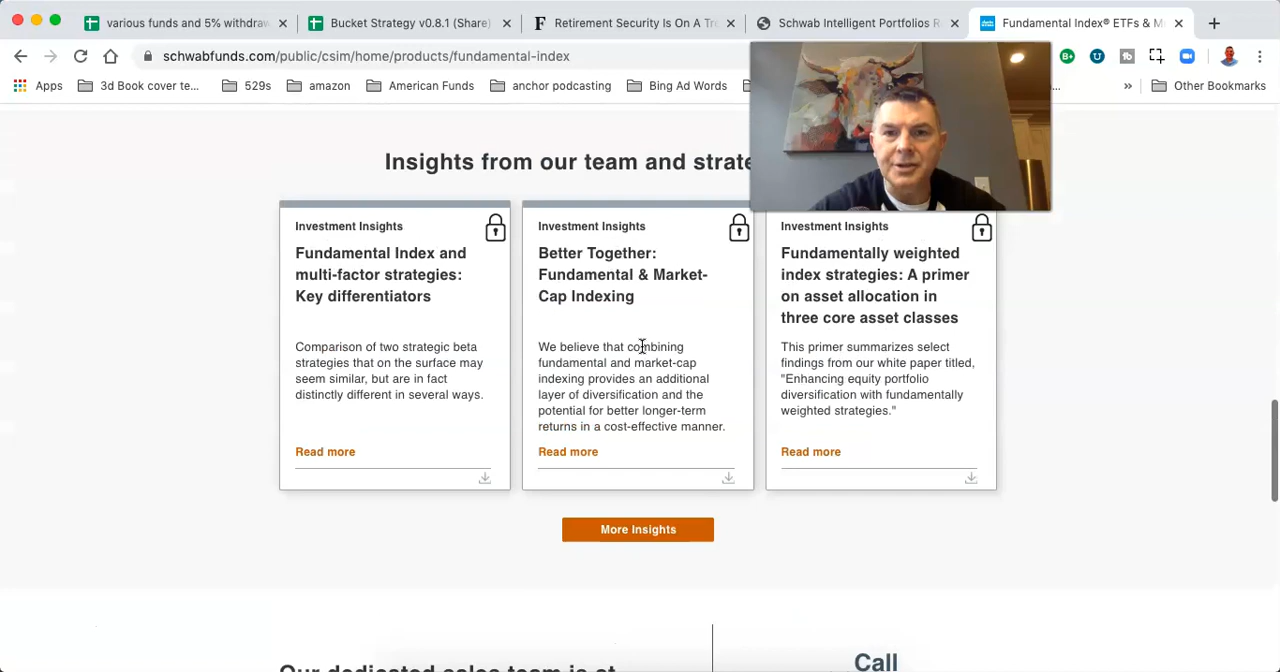 various funds and 5% withdraw
Bucket Strategy v0.8.1 (Share)
Retirement Security Is On A Tre
Schwab Intelligent Portfolios R
Fundamental Index® ETFs & M
schwabfunds.com/public/csim/home/products/fundamental-index
Apps
3d Book cover te...
529s
amazon
American Funds
anchor podcasting
Bing Ad Words
Other Bookmarks
Insights from our team and strate
Investment Insights
Fundamental Index and
multi-factor strategies:
Key differentiators
Comparison of two strategic beta
strategies that on the surface may
seem similar, but are in fact
distinctly different in several ways.
Read more
Investment Insights
Better Together:
Fundamental & Market-
Cap Indexing
We believe that combining
fundamental and market-cap
indexing provides an additional
layer of diversification and the
potential for better longer-term
returns in a cost-effective manner.
Read more
Investment Insights
Fundamentally weighted
index strategies: A primer
on asset allocation in
three core asset classes
This primer summarizes select
findings from our white paper titled,
"Enhancing equity portfolio
diversification with fundamentally
weighted strategies."
Read more
More Insights
Our dedicated sales team is at
Call